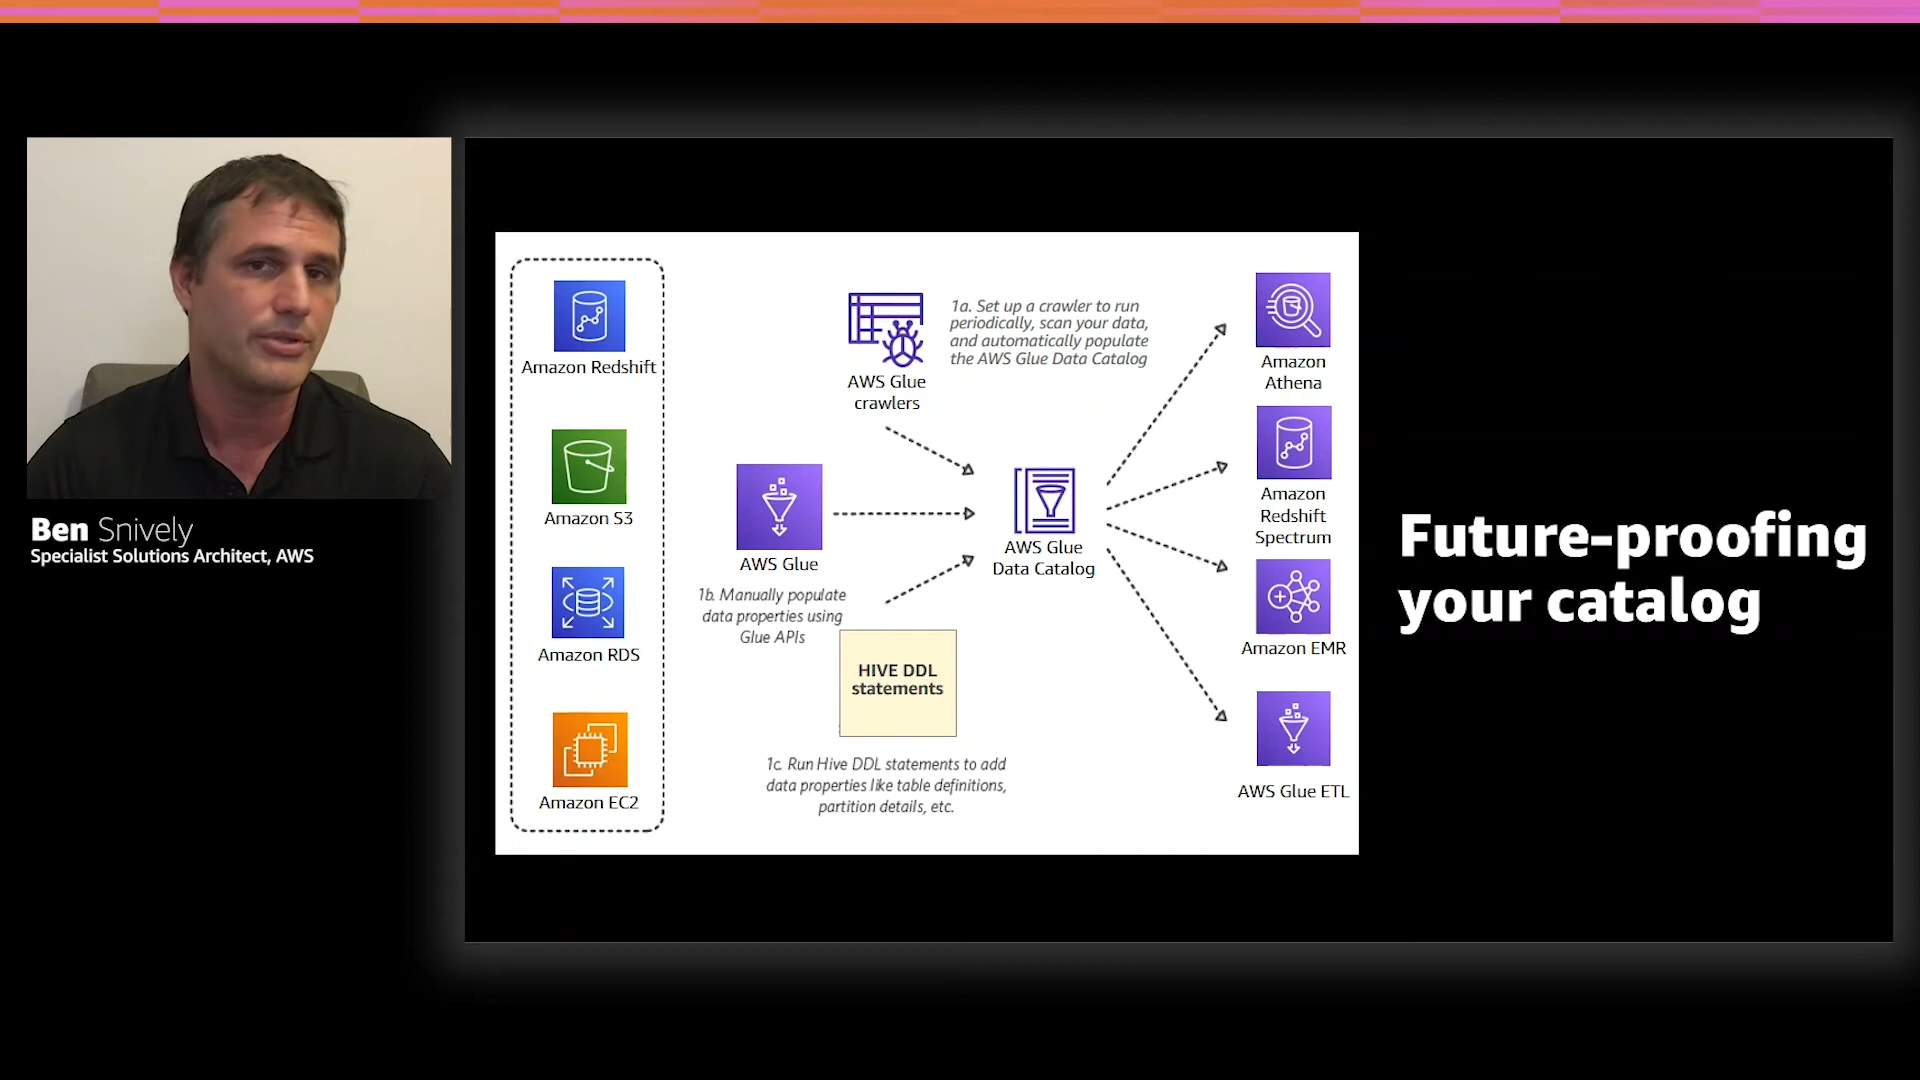 Ben Snively
Specialist Solutions Architect, AWS
Amazon Redshift
Amazon S3
Amazon RDS
Amazon EC2
AWS Glue
crawlers
1a. Set up a crawler to run
periodically, scan your data,
and automatically populate
the AWS Glue Data Catalog
AWS Glue
1b. Manually populate
data properties using
Glue APIs
HIVE DDL
statements
1c. Run Hive DDL statements to add
data properties like table definitions,
partition details, etc.
AWS Glue
Data Catalog
Amazon
Athena
Amazon
Redshift
Spectrum
Amazon EMR
AWS Glue ETL
Future-proofing
your catalog